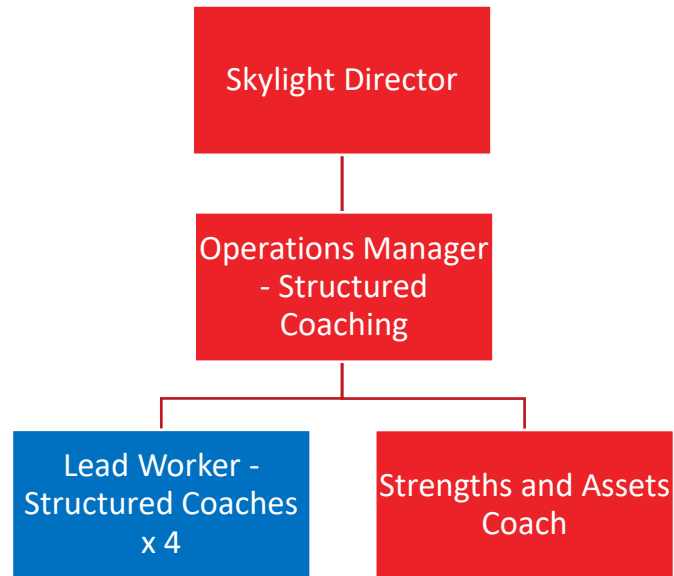 Skylight Director
Operations Manager
- Structured
Coaching
Lead Worker -
Structured Coaches
x 4
Strengths and Assets
Coach